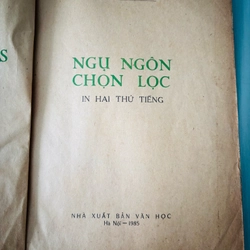 S
NGỤ NGÔN
CHỌN LỌC
IN HAI THỨ TIẾNG
NHÀ XUẤT BẢN VĂN HỌC
Hà Nội — 1985